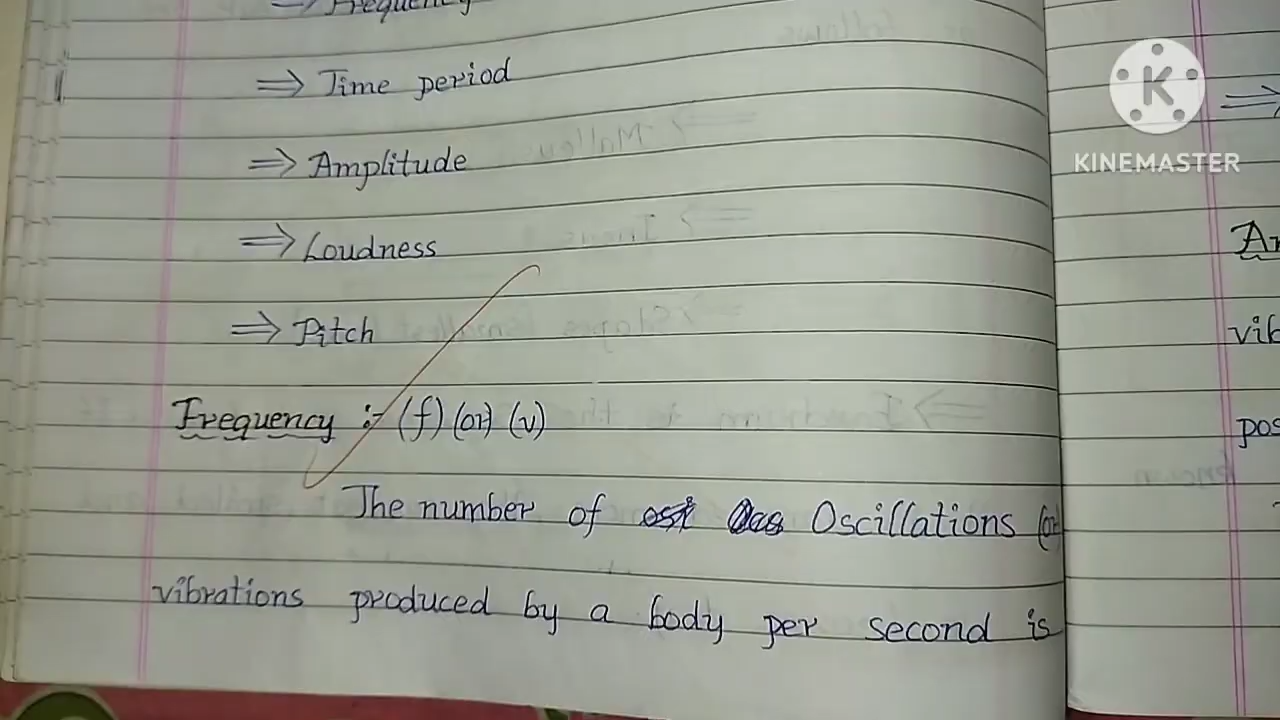 ⇒ Frequency
⇒ Time period
⇒ Amplitude
⇒ Loudness
⇒ Pitch
Frequency :- (f) (or) (ν)
The number of Oscillations (or)
vibrations produced by a body per second is
KINEMASTER
⇒